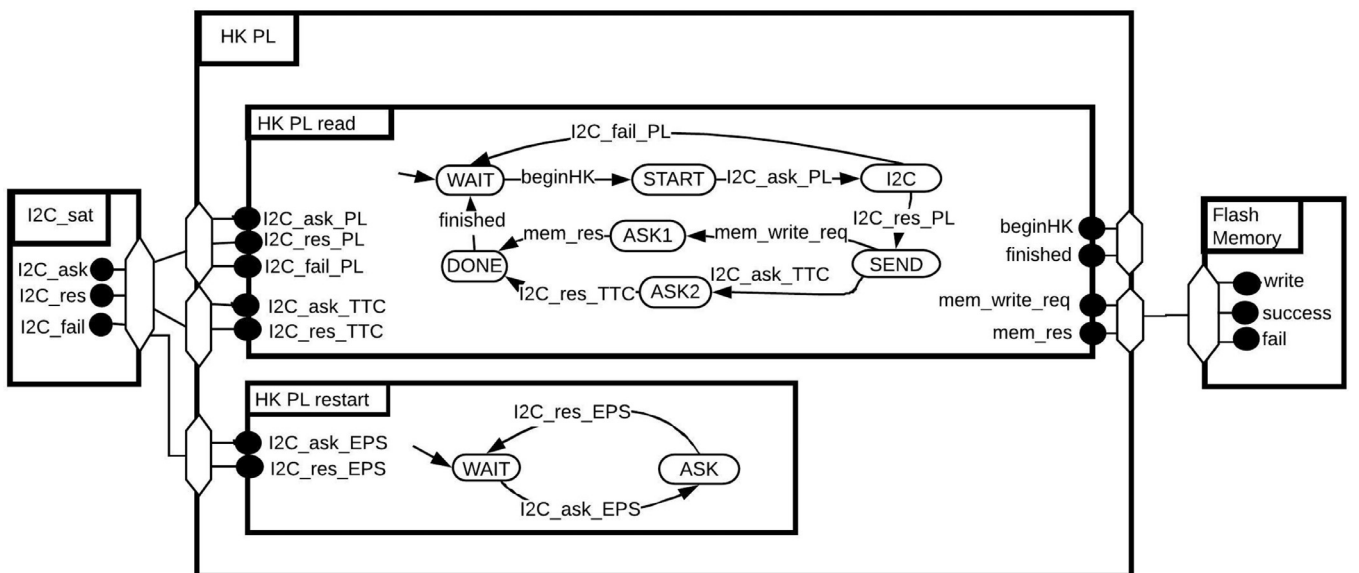 HK PL
HK PL read
I2C_fail_PL
WAIT
beginHK
START
I2C_ask_PL
I2C
I2C_res_PL
finished
mem_res
ASK1
mem_write_req
SEND
DONE
I2C_res_TTC
ASK2
I2C_ask_TTC
I2C_sat
I2C_ask
I2C_res
I2C_fail
I2C_ask_PL
I2C_res_PL
I2C_fail_PL
I2C_ask_TTC
I2C_res_TTC
beginHK
finished
mem_write_req
mem_res
Flash
Memory
write
success
fail
HK PL restart
I2C_ask_EPS
I2C_res_EPS
I2C_res_EPS
WAIT
ASK
I2C_ask_EPS